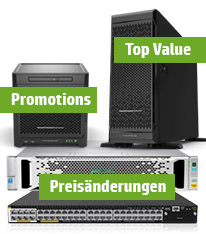 Top Value
Promotions
Preisänderungen